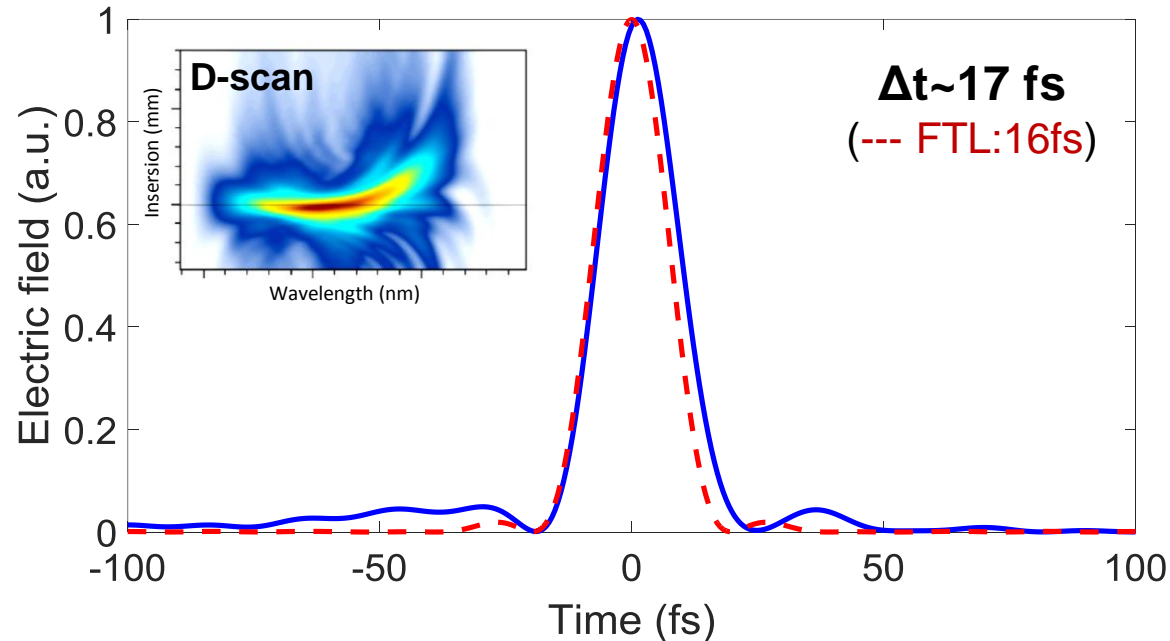 D-scan
Insersion (mm)
Wavelength (nm)
Δt~17 fs
(--- FTL:16fs)
Electric field (a.u.)
1
0.8
0.6
0.4
0.2
0
-100
-50
0
50
100
Time (fs)